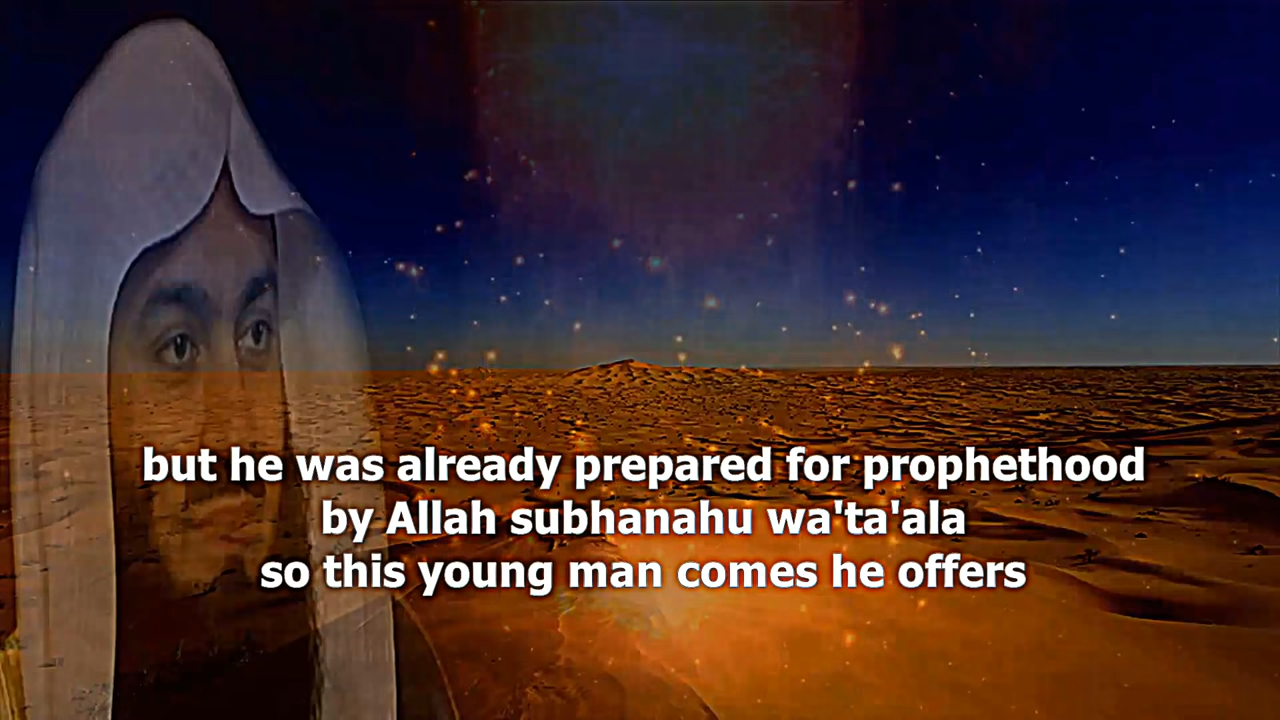 but he was already prepared for prophethood
by Allah subhanahu wa'ta'ala
so this young man comes he offers